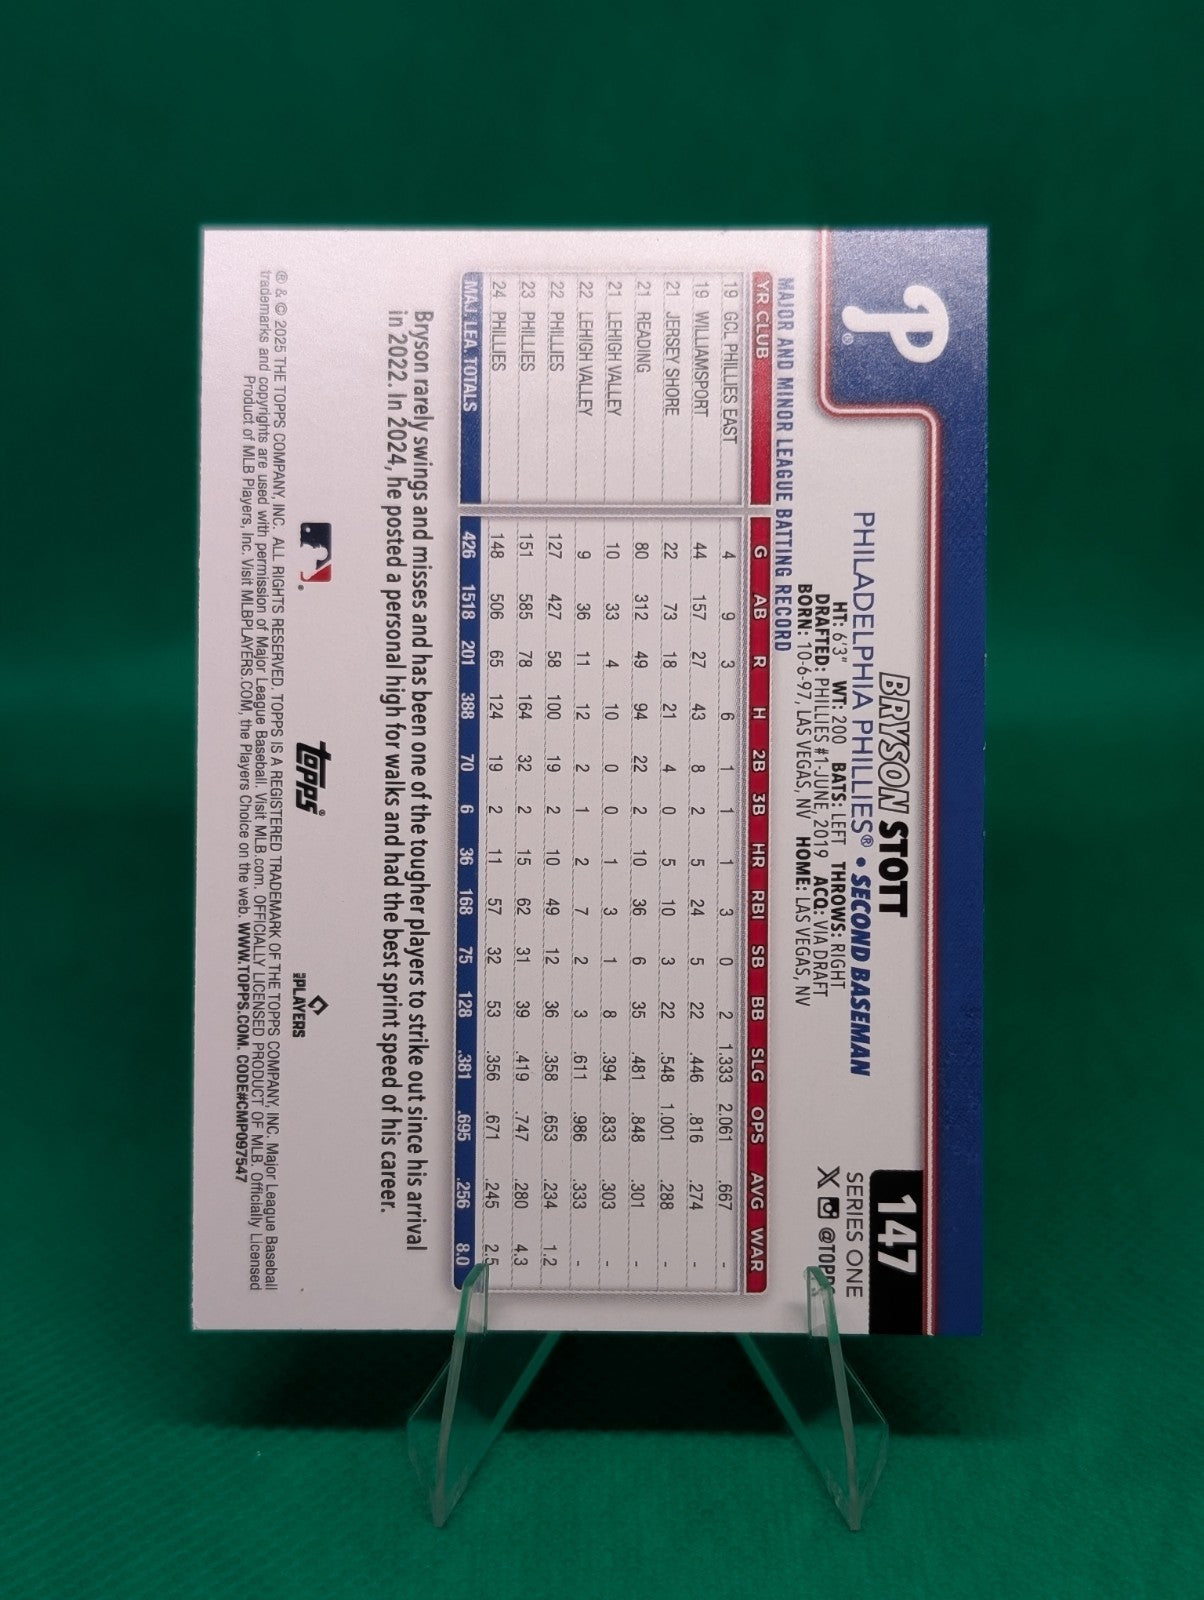 P®
147
SERIES ONE
@TOPPS
BRYSON STOTT
PHILADELPHIA PHILLIES® • SECOND BASEMAN
HT: 6'3" WT: 200 BATS: LEFT THROWS: RIGHT
DRAFTED: PHILLIES #1-JUNE, 2019 ACQ: VIA DRAFT
BORN: 10-6-97, LAS VEGAS, NV HOME: LAS VEGAS, NV
MAJOR AND MINOR LEAGUE BATTING RECORD
YR CLUB G AB R H 2B 3B HR RBI SB BB SLG OPS AVG WAR
19 GCL PHILLIES EAST 4 9 3 6 1 1 1 3 0 2 1.333 2.061 .667 -
19 WILLIAMSPORT 44 157 27 43 8 2 5 24 5 22 .446 .816 .274 -
21 JERSEY SHORE 22 73 18 21 4 0 5 10 3 22 .548 1.001 .288 -
21 READING 80 312 49 94 22 2 10 36 6 35 .481 .848 .301 -
21 LEHIGH VALLEY 10 33 4 10 0 0 1 3 1 8 .394 .833 .303 -
22 LEHIGH VALLEY 9 36 11 12 2 1 2 7 2 3 .611 .986 .333 -
22 PHILLIES 127 427 58 100 19 2 10 49 12 36 .358 .653 .234 1.2
23 PHILLIES 151 585 78 164 32 2 15 62 31 39 .419 .747 .280 4.3
24 PHILLIES 148 506 65 124 19 2 11 57 32 53 .356 .671 .245 2.5
MAJ. LEA. TOTALS 426 1518 201 388 70 6 36 168 75 128 .381 .695 .256 8.0
Bryson rarely swings and misses and has been one of the tougher players to strike out since his arrival
in 2022. In 2024, he posted a personal high for walks and had the best sprint speed of his career.
topps®
PLAYERS
® & © 2025 THE TOPPS COMPANY, INC. ALL RIGHTS RESERVED. TOPPS IS A REGISTERED TRADEMARK OF THE TOPPS COMPANY, INC. Major League Baseball
trademarks and copyrights are used with permission of Major League Baseball. Visit MLB.com. OFFICIALLY LICENSED PRODUCT OF MLB. Officially Licensed
Product of MLB Players, Inc. Visit MLBPLAYERS.COM, the Players Choice on the web. WWW.TOPPS.COM. CODE#CMP097547